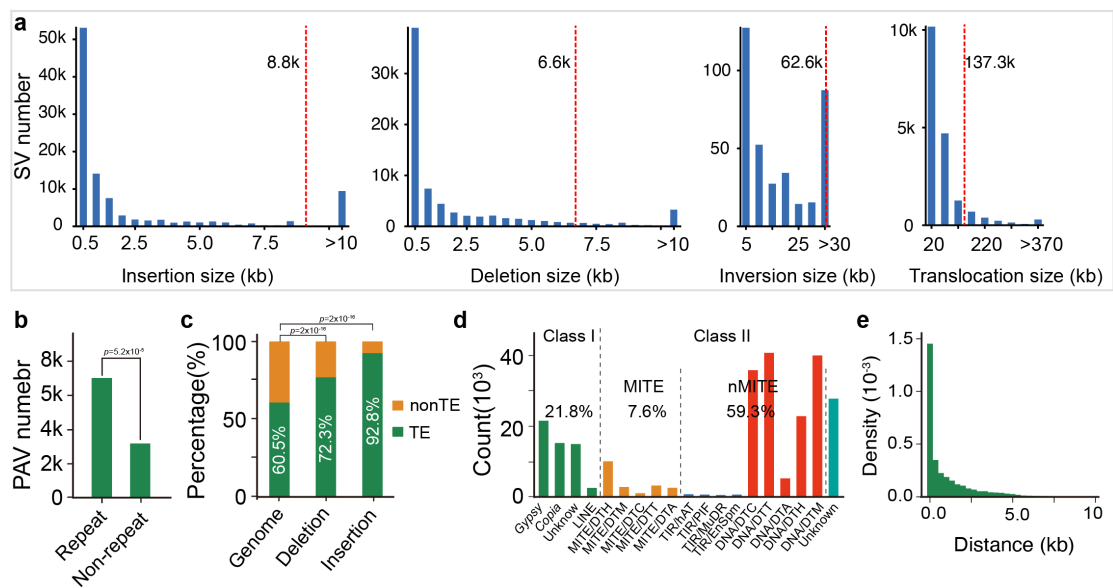 a
SV number
50k
40k
30k
20k
10k
0
8.8k
0.5
2.5
5.0
7.5
>10
Insertion size (kb)
30k
20k
10k
0
6.6k
0.5
2.5
5.0
7.5
>10
Deletion size (kb)
100
50
0
62.6k
5
25
>30
Inversion size (kb)
10k
5k
0
137.3k
20
220
>370
Translocation size (kb)
b
PAV numebr
8k
5k
4k
2k
0
p=5.2x10⁻⁵
Repeat
Non-repeat
c
Percentage(%)
100
50
0
p=2x10⁻¹⁶
p=2x10⁻¹⁶
60.5%
72.3%
92.8%
Genome
Deletion
Insertion
nonTE
TE
d
Count(10³)
40
20
0
Class I
Class II
MITE
nMITE
21.8%
7.6%
59.3%
Gypsy
Copia
Unknow
LINE
MITE/DTH
MITE/DTM
MITE/DTC
MITE/DTT
MITE/DTA
TIR/hAT
TIR/PIF
TIR/MuDR
TIR/EnSpm
DNA/DTC
DNA/DTT
DNA/DTA
DNA/DTH
DNA/DTM
Unknown
e
Density (10⁻³)
1.5
1.0
0.5
0.0
0.0
5.0
10
Distance (kb)